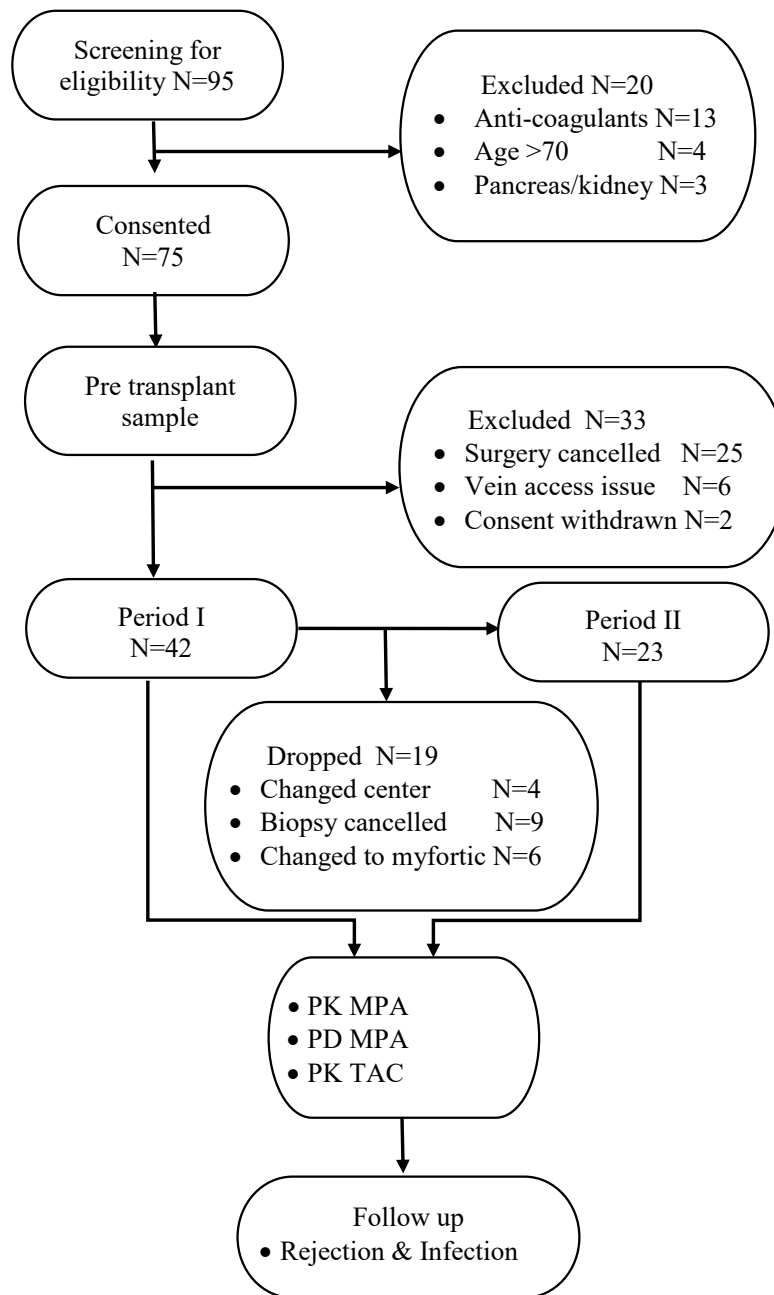 Screening for
eligibility N=95
Excluded N=20
• Anti-coagulants N=13
• Age >70 N=4
• Pancreas/kidney N=3
Consented
N=75
Pre transplant
sample
Excluded N=33
• Surgery cancelled N=25
• Vein access issue N=6
• Consent withdrawn N=2
Period I
N=42
Period II
N=23
Dropped N=19
• Changed center N=4
• Biopsy cancelled N=9
• Changed to myfortic N=6
• PK MPA
• PD MPA
• PK TAC
Follow up
• Rejection & Infection